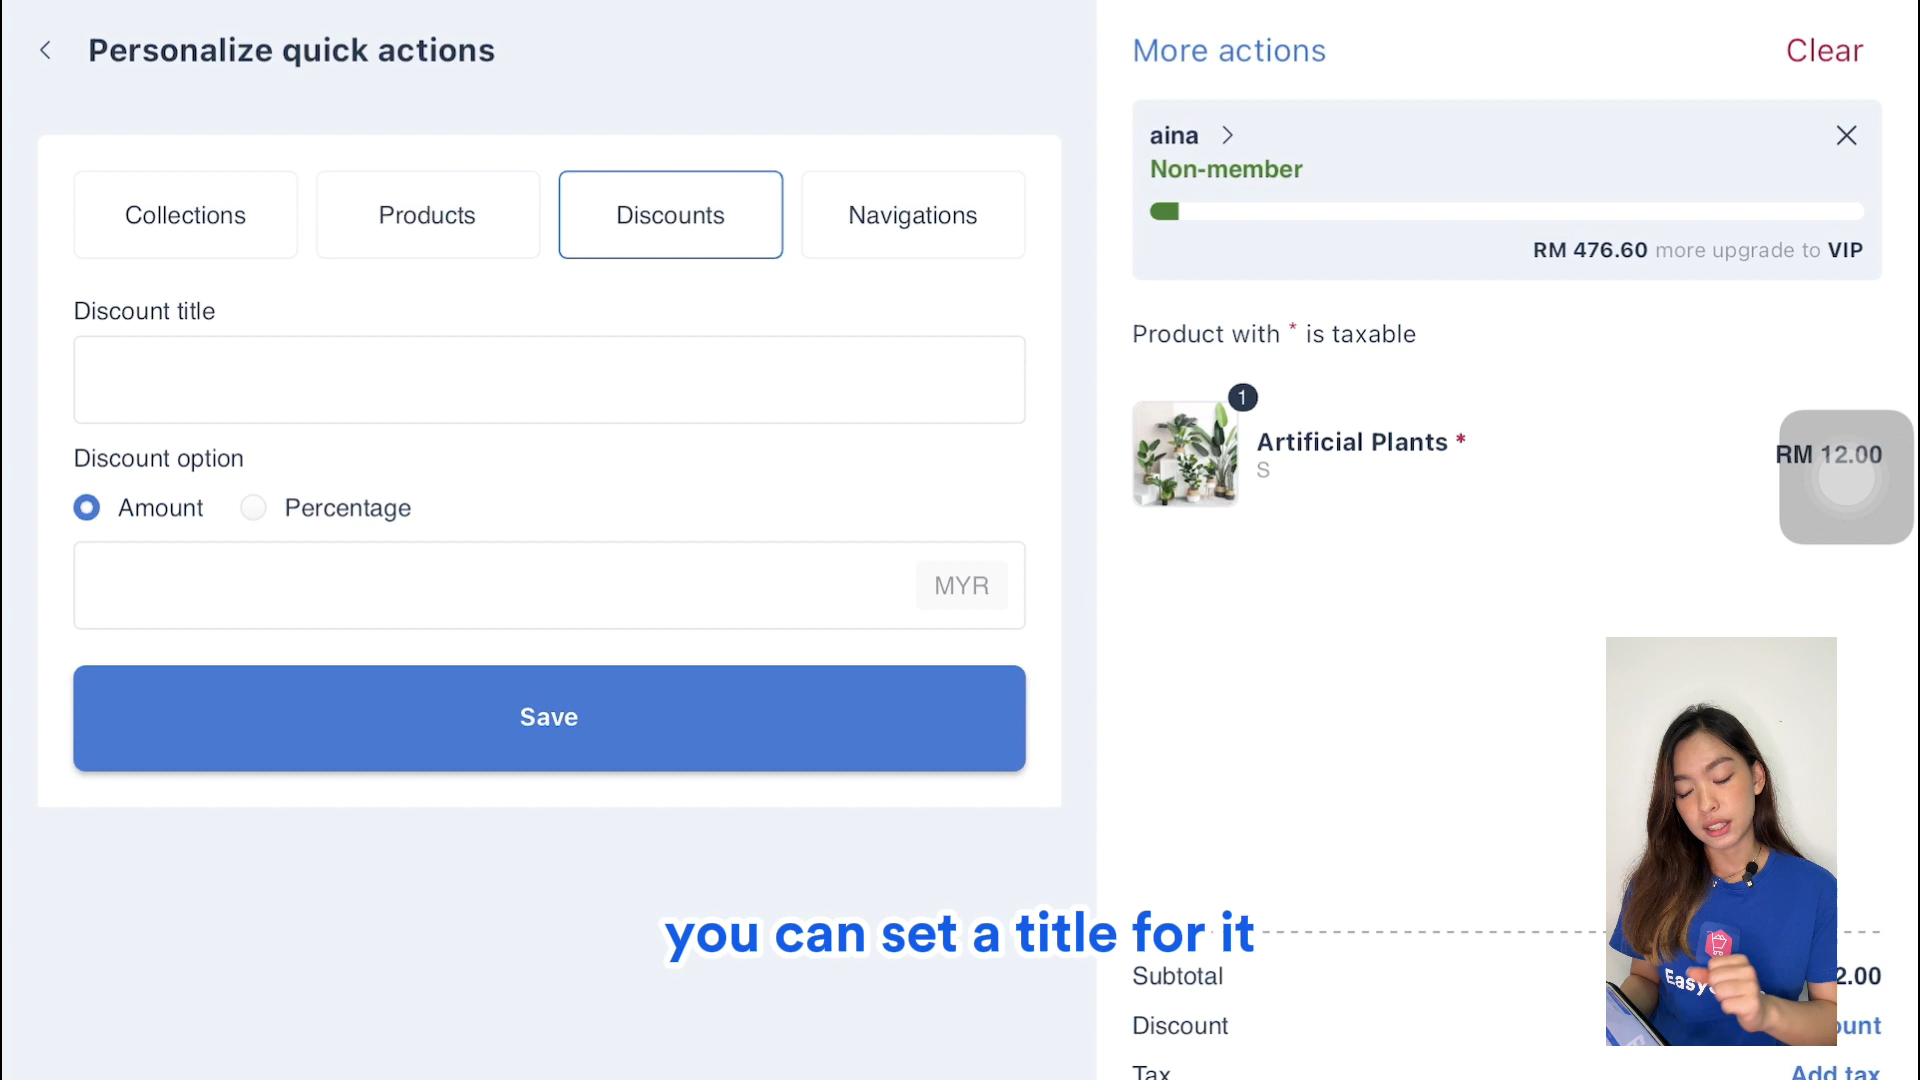 Personalize quick actions
Collections
Products
Discounts
Navigations
Discount title
Discount option
Amount
Percentage
MYR
Save
More actions
Clear
aina
Non-member
RM 476.60 more upgrade to VIP
Product with * is taxable
1
Artificial Plants *
S
RM 12.00
you can set a title for it
Subtotal
2.00
Discount
unt
Tax
Add tax
Easy